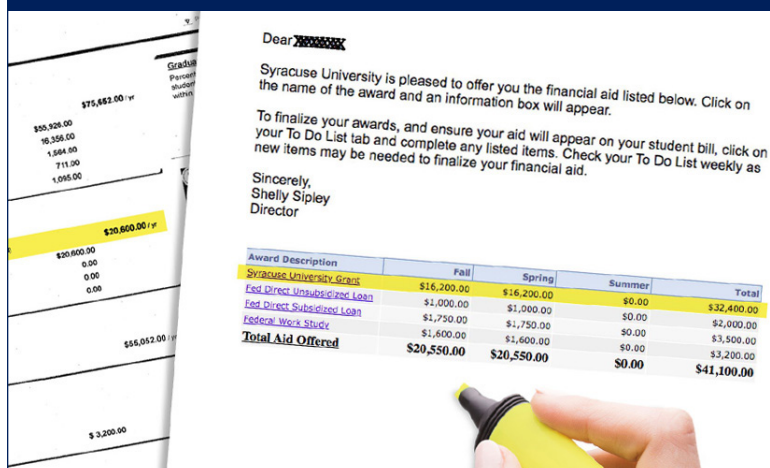 Gradua
Percent
student
within
$75,652.00 / yr
$55,926.00
16,356.00
1,564.00
711.00
1,095.00
$20,600.00 / yr
$20,600.00
0.00
0.00
0.00
$55,052.00 / yr
$ 3,200.00
Dear
Syracuse University is pleased to offer you the financial aid listed below. Click on
the name of the award and an information box will appear.
To finalize your awards, and ensure your aid will appear on your student bill, click on
your To Do List tab and complete any listed items. Check your To Do List weekly as
new items may be needed to finalize your financial aid.
Sincerely,
Shelly Sipley
Director
Award Description Fall Spring Summer Total
Syracuse University Grant $16,200.00 $16,200.00 $0.00 $32,400.00
Fed Direct Unsubsidized Loan $1,000.00 $1,000.00 $0.00 $2,000.00
Fed Direct Subsidized Loan $1,750.00 $1,750.00 $0.00 $3,500.00
Federal Work Study $1,600.00 $1,600.00 $0.00 $3,200.00
Total Aid Offered $20,550.00 $20,550.00 $0.00 $41,100.00